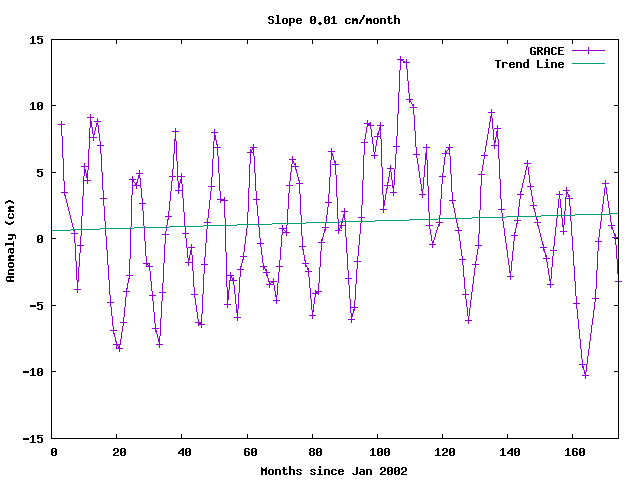 Slope 0.01 cm/month
GRACE
Trend Line
15
10
5
0
-5
-10
-15
Anomaly (cm)
0 20 40 60 80 100 120 140 160
Months since Jan 2002